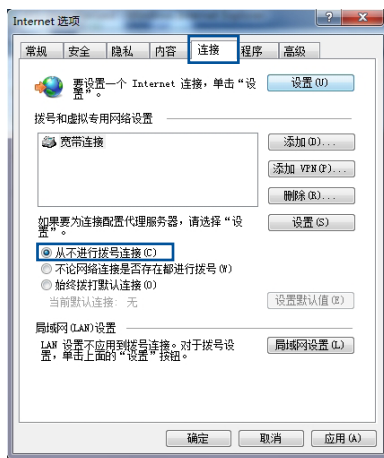 Internet 选项
常规 安全 隐私 内容 连接 程序 高级
要设置一个 Internet 连接，单击“设置”。
设置(U)
拨号和虚拟专用网络设置
宽带连接
添加(D)...
添加 VPN(P)...
删除(R)...
如果要为连接配置代理服务器，请选择“设置”。
设置(S)
从不进行拨号连接(C)
不论网络连接是否存在都进行拨号(W)
始终拨打默认连接(O)
当前默认连接: 无
设置默认值(E)
局域网(LAN)设置
LAN 设置不应用到拨号连接。对于拨号设置，单击上面的“设置”按钮。
局域网设置(L)
确定 取消 应用(A)